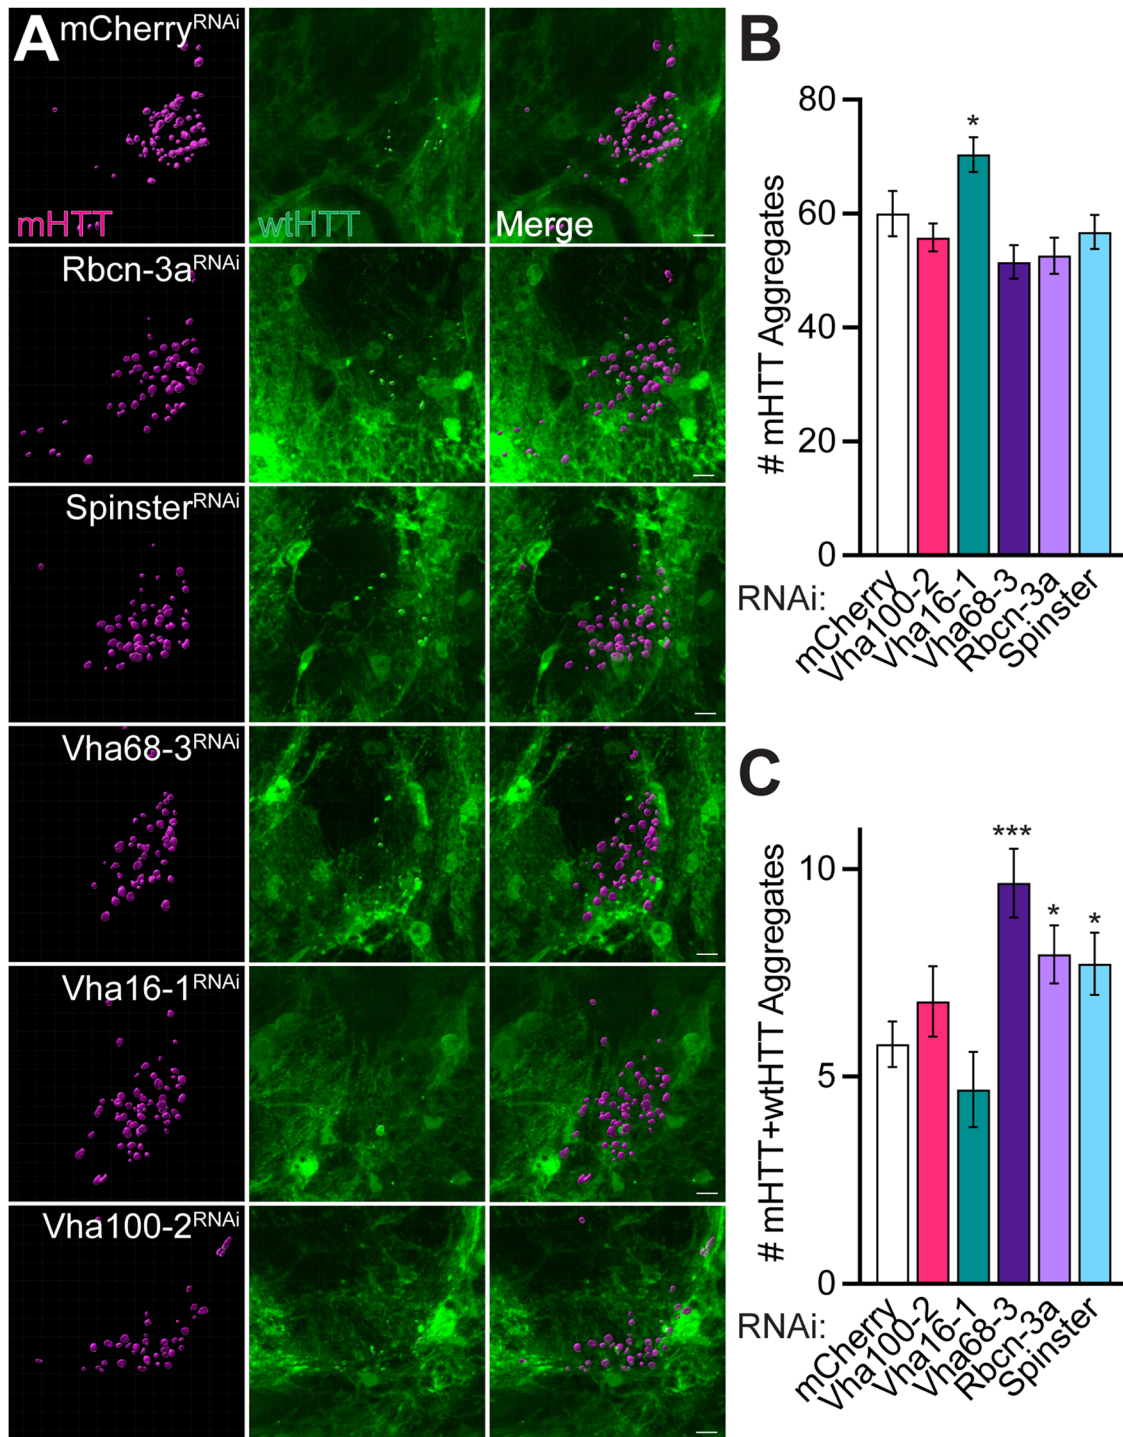 A
mCherryRNAi
mHTT
wtHTT
Merge
Rbcn-3aRNAi
SpinsterRNAi
Vha68-3RNAi
Vha16-1RNAi
Vha100-2RNAi
B
# mHTT Aggregates
80
60
40
20
0
*
RNAi:
mCherry
Vha100-2
Vha16-1
Vha68-3
Rbcn-3a
Spinster
C
# mHTT+wtHTT Aggregates
10
5
0
***
*
*
RNAi:
mCherry
Vha100-2
Vha16-1
Vha68-3
Rbcn-3a
Spinster